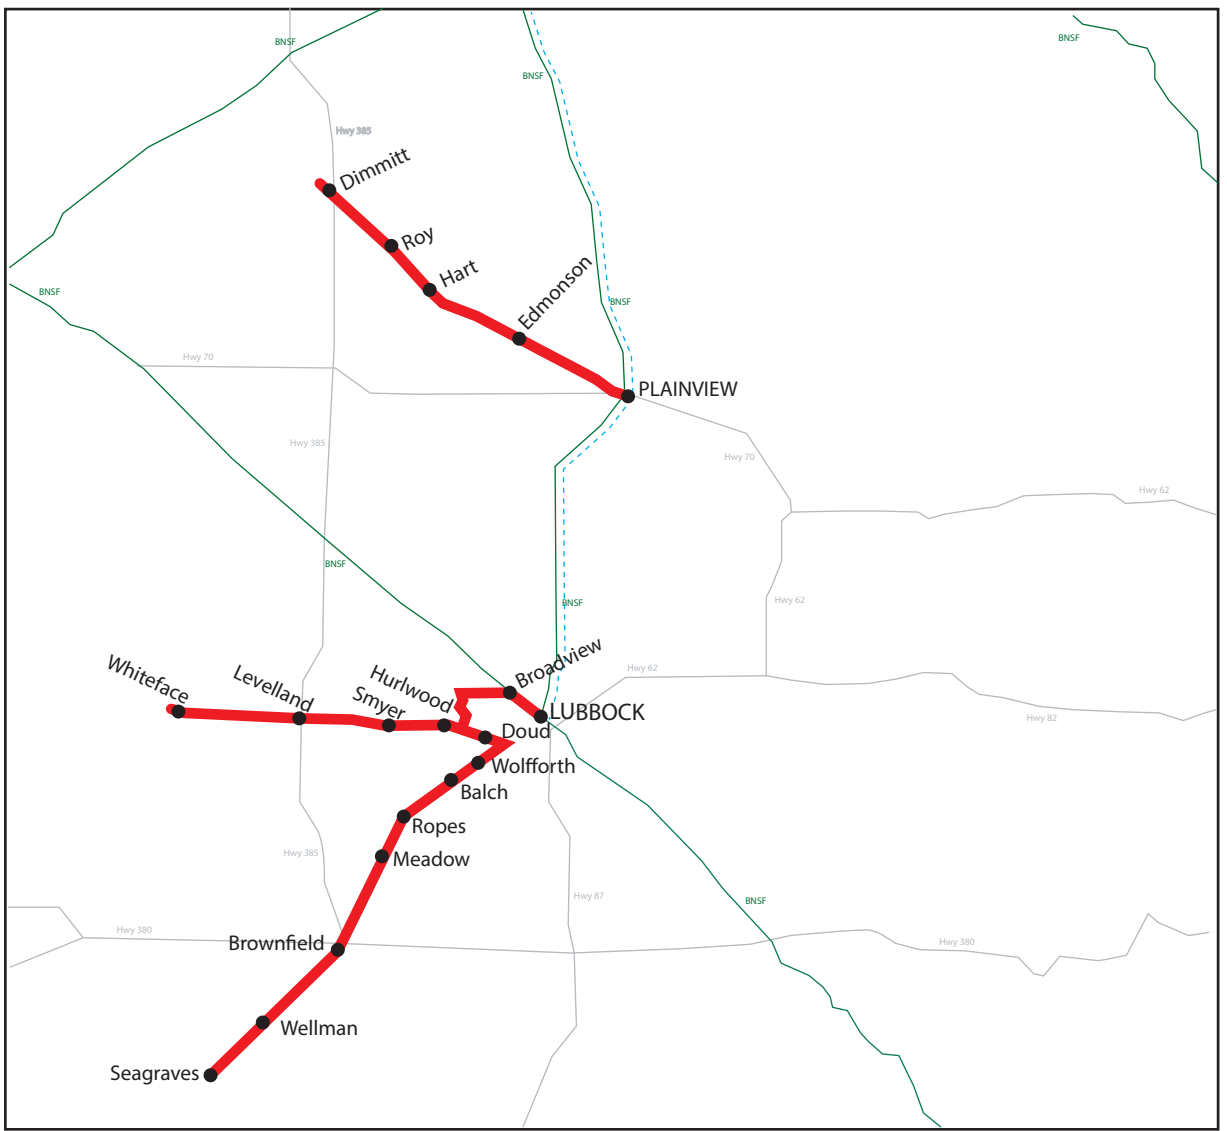 BNSF
BNSF
BNSF
Hwy 385
Dimmitt
Roy
Hart
Edmonson
BNSF
BNSF
Hwy 70
PLAINVIEW
Hwy 385
Hwy 70
Hwy 62
BNSF
BNSF
Hwy 62
Broadview
Hwy 62
Whiteface
Levelland
Hurlwood
Smyer
LUBBOCK
Hwy 82
Doud
Wolfforth
Balch
Ropes
Hwy 385
Meadow
Hwy 87
BNSF
Hwy 380
Brownfield
Hwy 380
Wellman
Seagraves